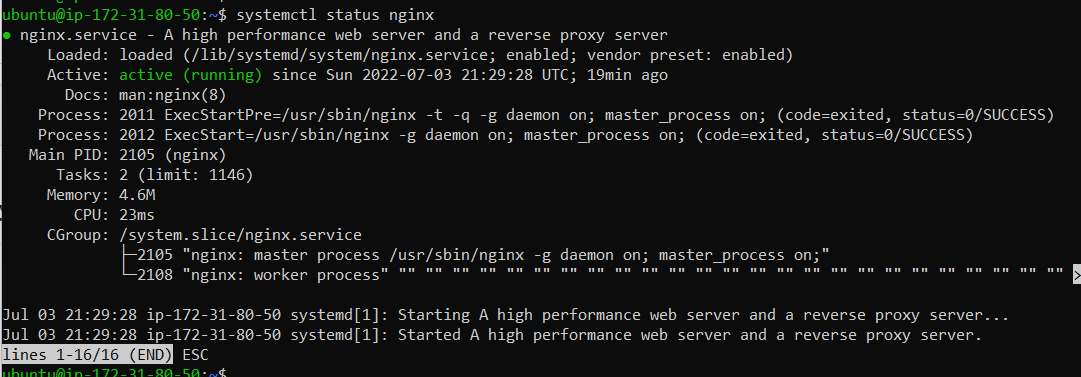 ubuntu@ip-172-31-80-50:~$ systemctl status nginx
● nginx.service - A high performance web server and a reverse proxy server
     Loaded: loaded (/lib/systemd/system/nginx.service; enabled; vendor preset: enabled)
     Active: active (running) since Sun 2022-07-03 21:29:28 UTC; 19min ago
       Docs: man:nginx(8)
    Process: 2011 ExecStartPre=/usr/sbin/nginx -t -q -g daemon on; master_process on; (code=exited, status=0/SUCCESS)
    Process: 2012 ExecStart=/usr/sbin/nginx -g daemon on; master_process on; (code=exited, status=0/SUCCESS)
   Main PID: 2105 (nginx)
      Tasks: 2 (limit: 1146)
     Memory: 4.6M
        CPU: 23ms
     CGroup: /system.slice/nginx.service
             ├─2105 "nginx: master process /usr/sbin/nginx -g daemon on; master_process on;"
             └─2108 "nginx: worker process" "" "" "" "" "" "" "" "" "" "" "" "" "" "" "" "" "" "" "" "" "" "" "" "" "" >

Jul 03 21:29:28 ip-172-31-80-50 systemd[1]: Starting A high performance web server and a reverse proxy server...
Jul 03 21:29:28 ip-172-31-80-50 systemd[1]: Started A high performance web server and a reverse proxy server.
lines 1-16/16 (END) ESC
ubuntu@ip-172-31-80-50:~$